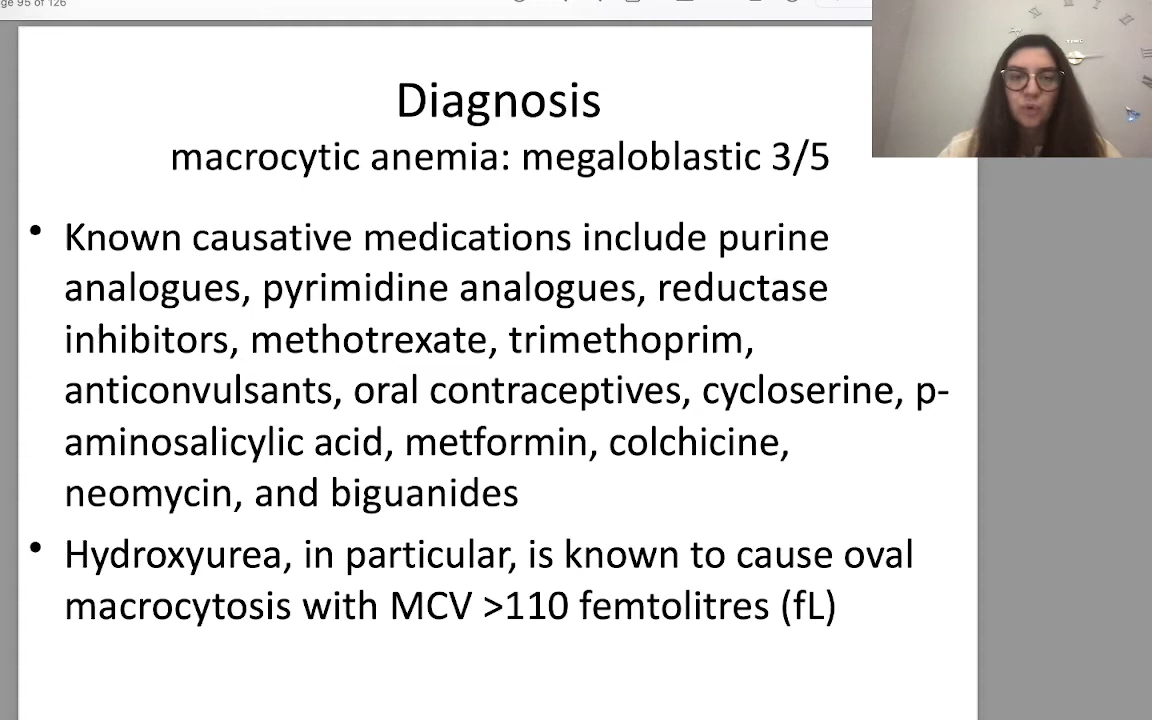 ge 95 of 126
Diagnosis
macrocytic anemia: megaloblastic 3/5
• Known causative medications include purine
analogues, pyrimidine analogues, reductase
inhibitors, methotrexate, trimethoprim,
anticonvulsants, oral contraceptives, cycloserine, p-
aminosalicylic acid, metformin, colchicine,
neomycin, and biguanides
• Hydroxyurea, in particular, is known to cause oval
macrocytosis with MCV >110 femtolitres (fL)